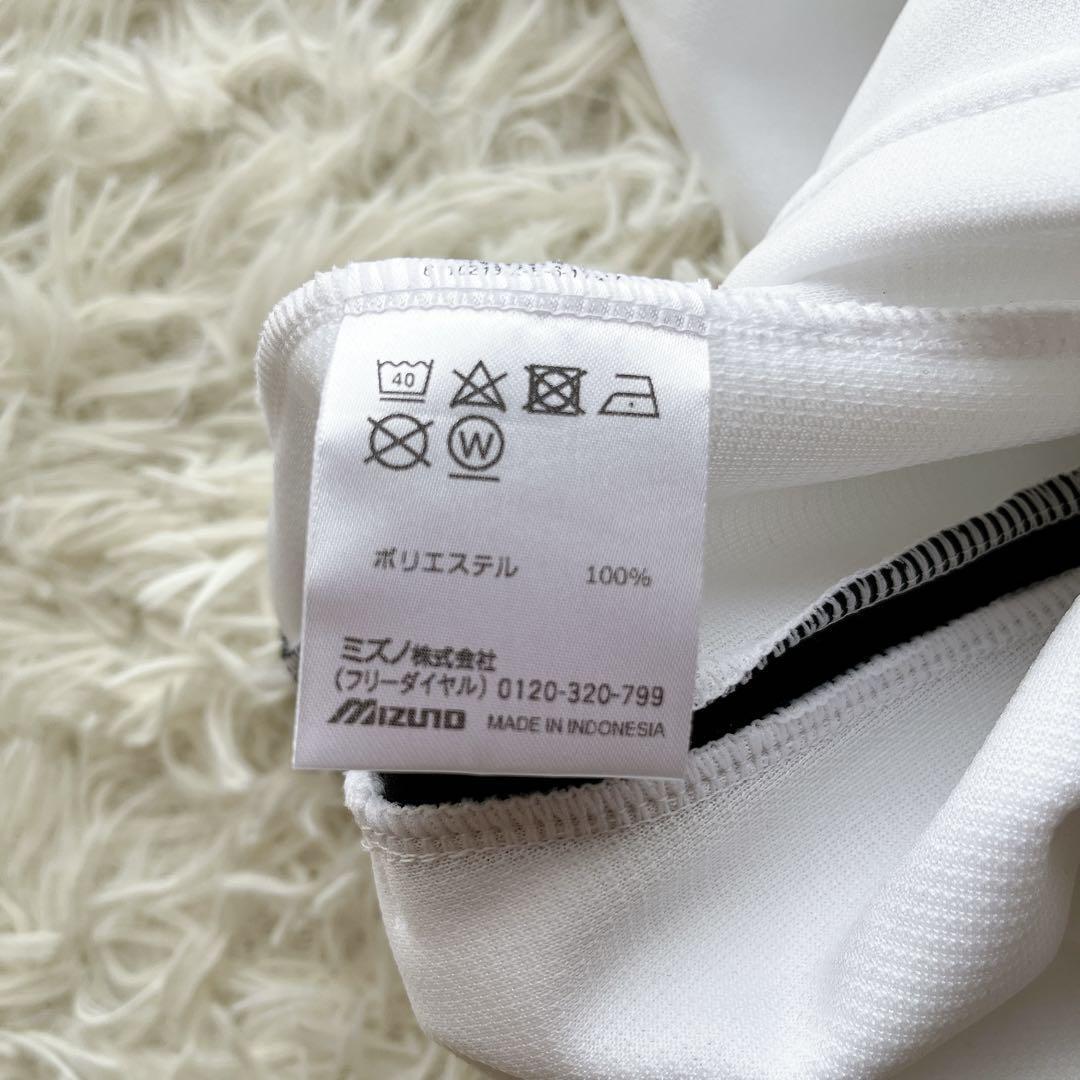 40
W
ポリエステル 100%
ミズノ株式会社
(フリーダイヤル) 0120-320-799
MIZUNO MADE IN INDONESIA